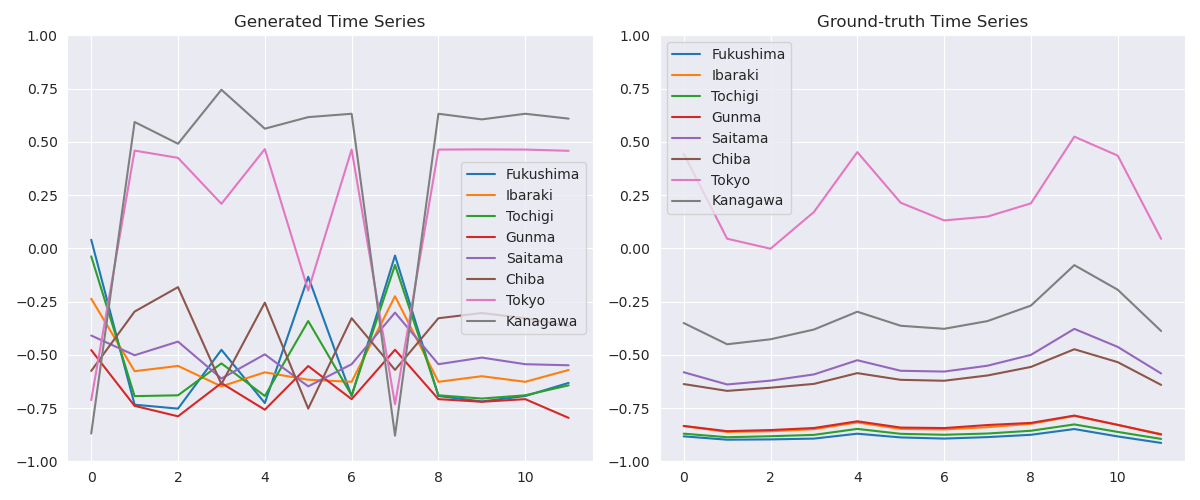 Generated Time Series
1.00
0.75
0.50
0.25
0.00
−0.25
−0.50
−0.75
−1.00
0 2 4 6 8 10
Fukushima
Ibaraki
Tochigi
Gunma
Saitama
Chiba
Tokyo
Kanagawa
Ground-truth Time Series
1.00
0.75
0.50
0.25
0.00
−0.25
−0.50
−0.75
−1.00
0 2 4 6 8 10
Fukushima
Ibaraki
Tochigi
Gunma
Saitama
Chiba
Tokyo
Kanagawa